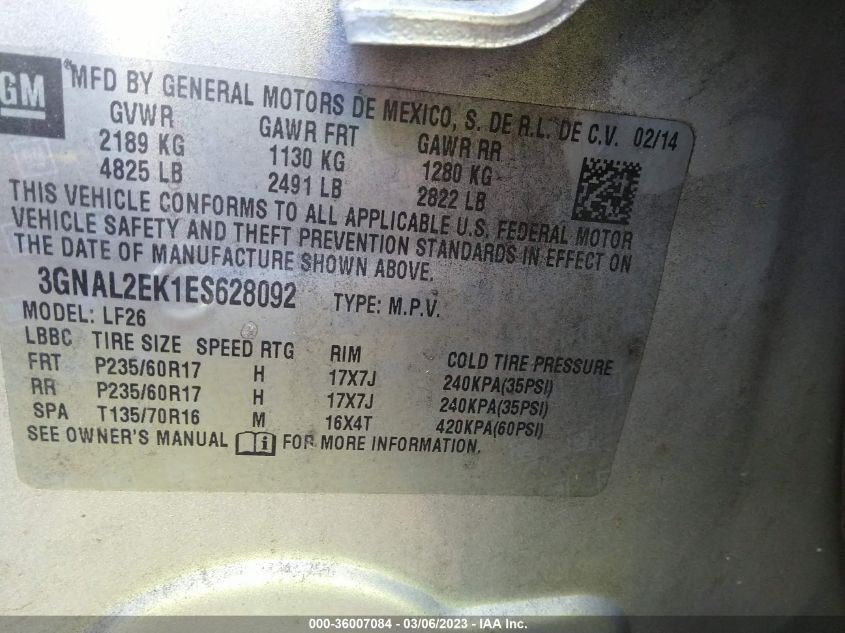 GM
MFD BY GENERAL MOTORS DE MEXICO, S. DE R.L. DE C.V. 02/14
GVWR GAWR FRT GAWR RR
2189 KG 1130 KG 1280 KG
4825 LB 2491 LB 2822 LB
THIS VEHICLE CONFORMS TO ALL APPLICABLE U.S. FEDERAL MOTOR
VEHICLE SAFETY AND THEFT PREVENTION STANDARDS IN EFFECT ON
THE DATE OF MANUFACTURE SHOWN ABOVE.
3GNAL2EK1ES628092 TYPE: M.P.V.
MODEL: LF26
LBBC TIRE SIZE SPEED RTG RIM COLD TIRE PRESSURE
FRT P235/60R17 H 17X7J 240KPA(35PSI)
RR P235/60R17 H 17X7J 240KPA(35PSI)
SPA T135/70R16 M 16X4T 420KPA(60PSI)
SEE OWNER'S MANUAL FOR MORE INFORMATION.
000-36007084 - 03/06/2023 - IAA Inc.